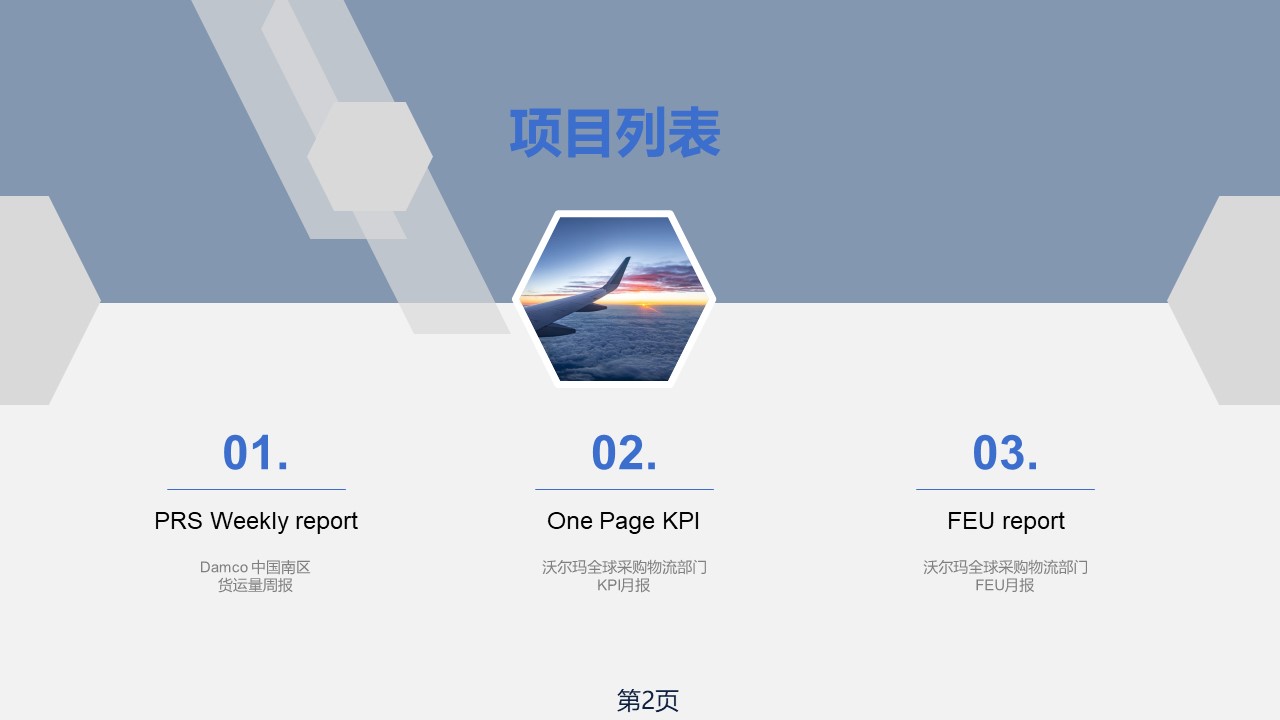 项目列表
01.
PRS Weekly report
Damco 中国南区
货运量周报
02.
One Page KPI
沃尔玛全球采购物流部门
KPI月报
03.
FEU report
沃尔玛全球采购物流部门
FEU月报
第2页